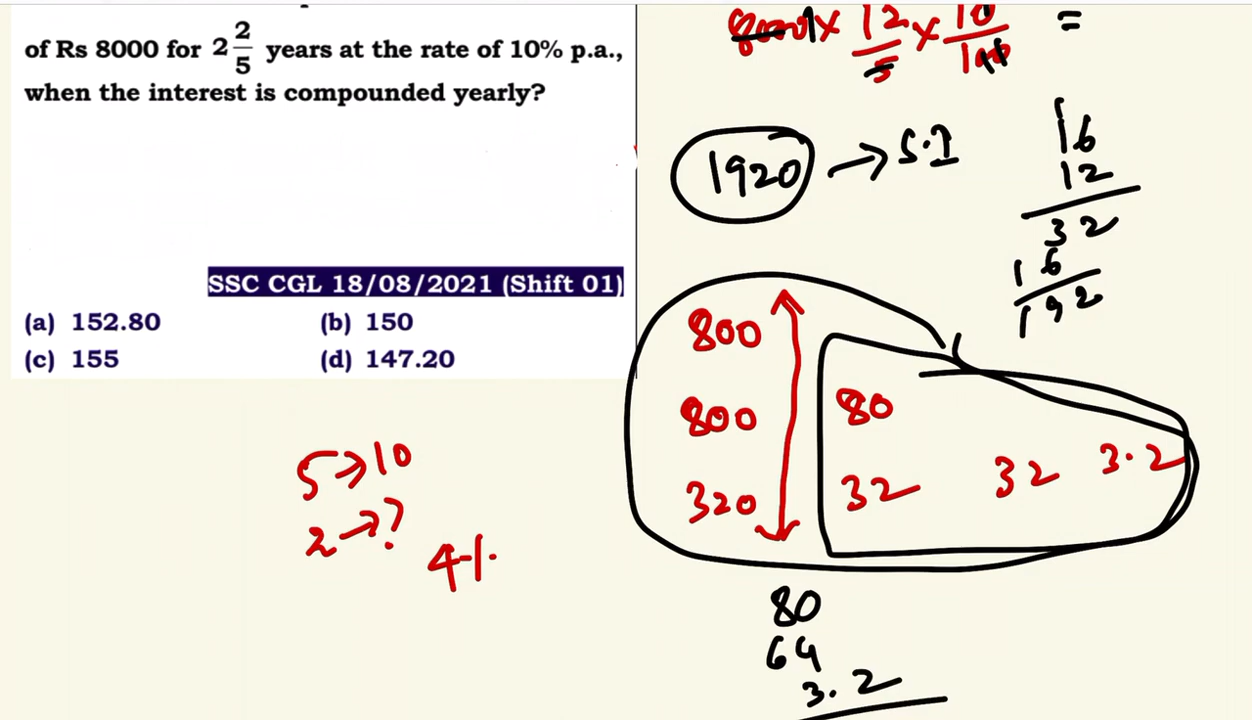 of Rs 8000 for 2 2/5 years at the rate of 10% p.a.,
when the interest is compounded yearly?
SSC CGL 18/08/2021 (Shift 01)
(a) 152.80 (b) 150
(c) 155 (d) 147.20
5→10
2→?
4%
× 12/5 × 10/100 =
1920 → S.I
16
12
32
16
192
800
800 80
320 32 32 3.2
80
64
3.2